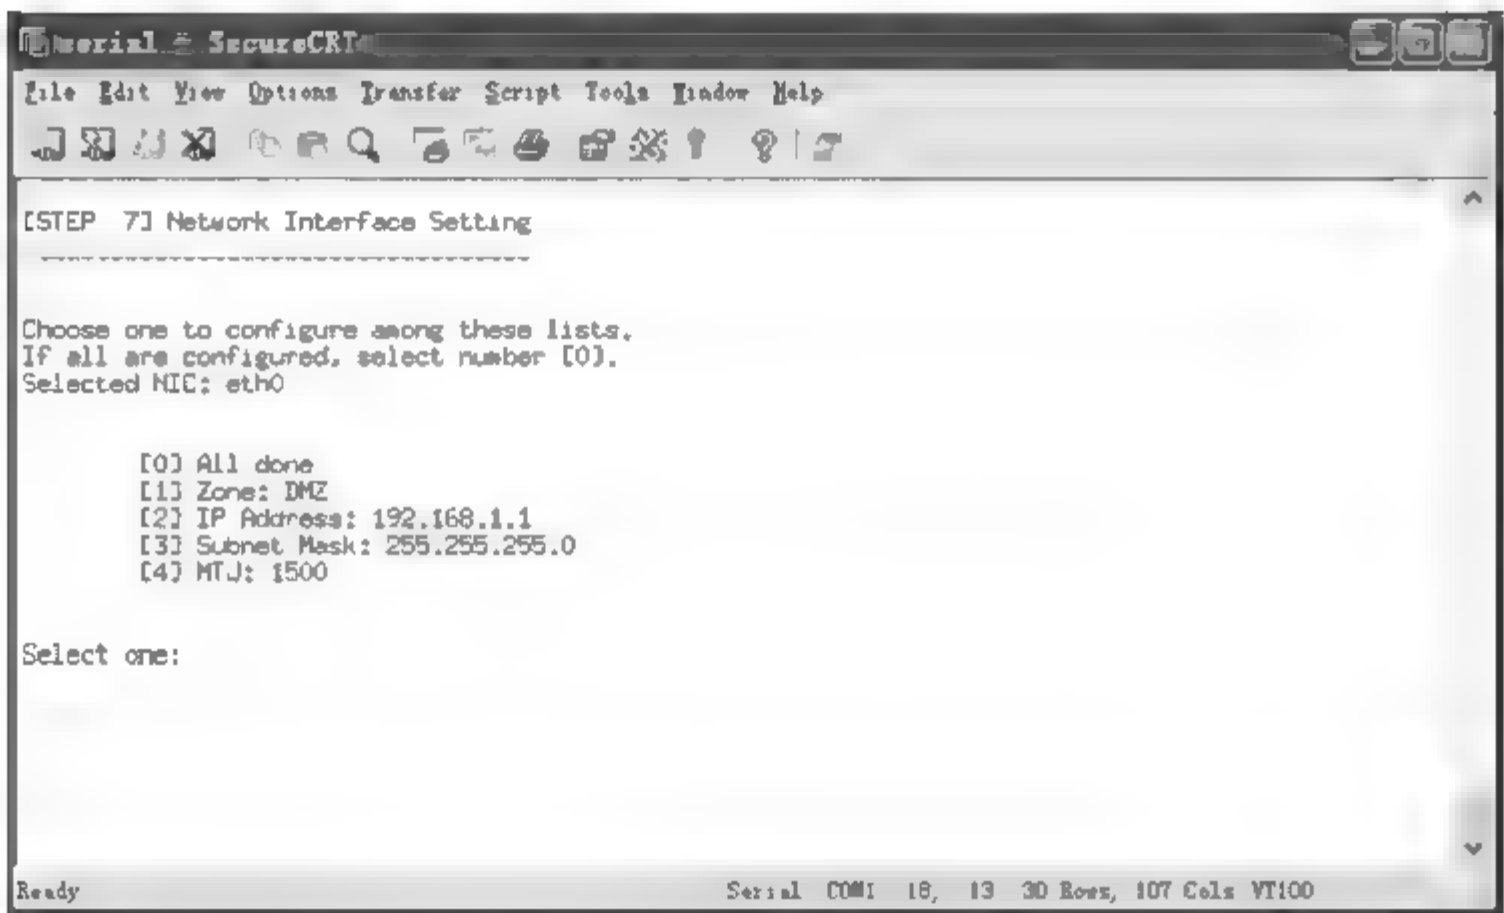 serial - SecureCRT
File Edit View Options Transfer Script Tools Window Help
[STEP  7] Network Interface Setting
-----------------------------------
Choose one to configure among these lists.
If all are configured, select number [0].
Selected NIC: eth0
[0] All done
[1] Zone: DMZ
[2] IP Address: 192.168.1.1
[3] Subnet Mask: 255.255.255.0
[4] MTU: 1500
Select one:
Ready Serial COM1 18, 13 30 Rows, 107 Cols VT100